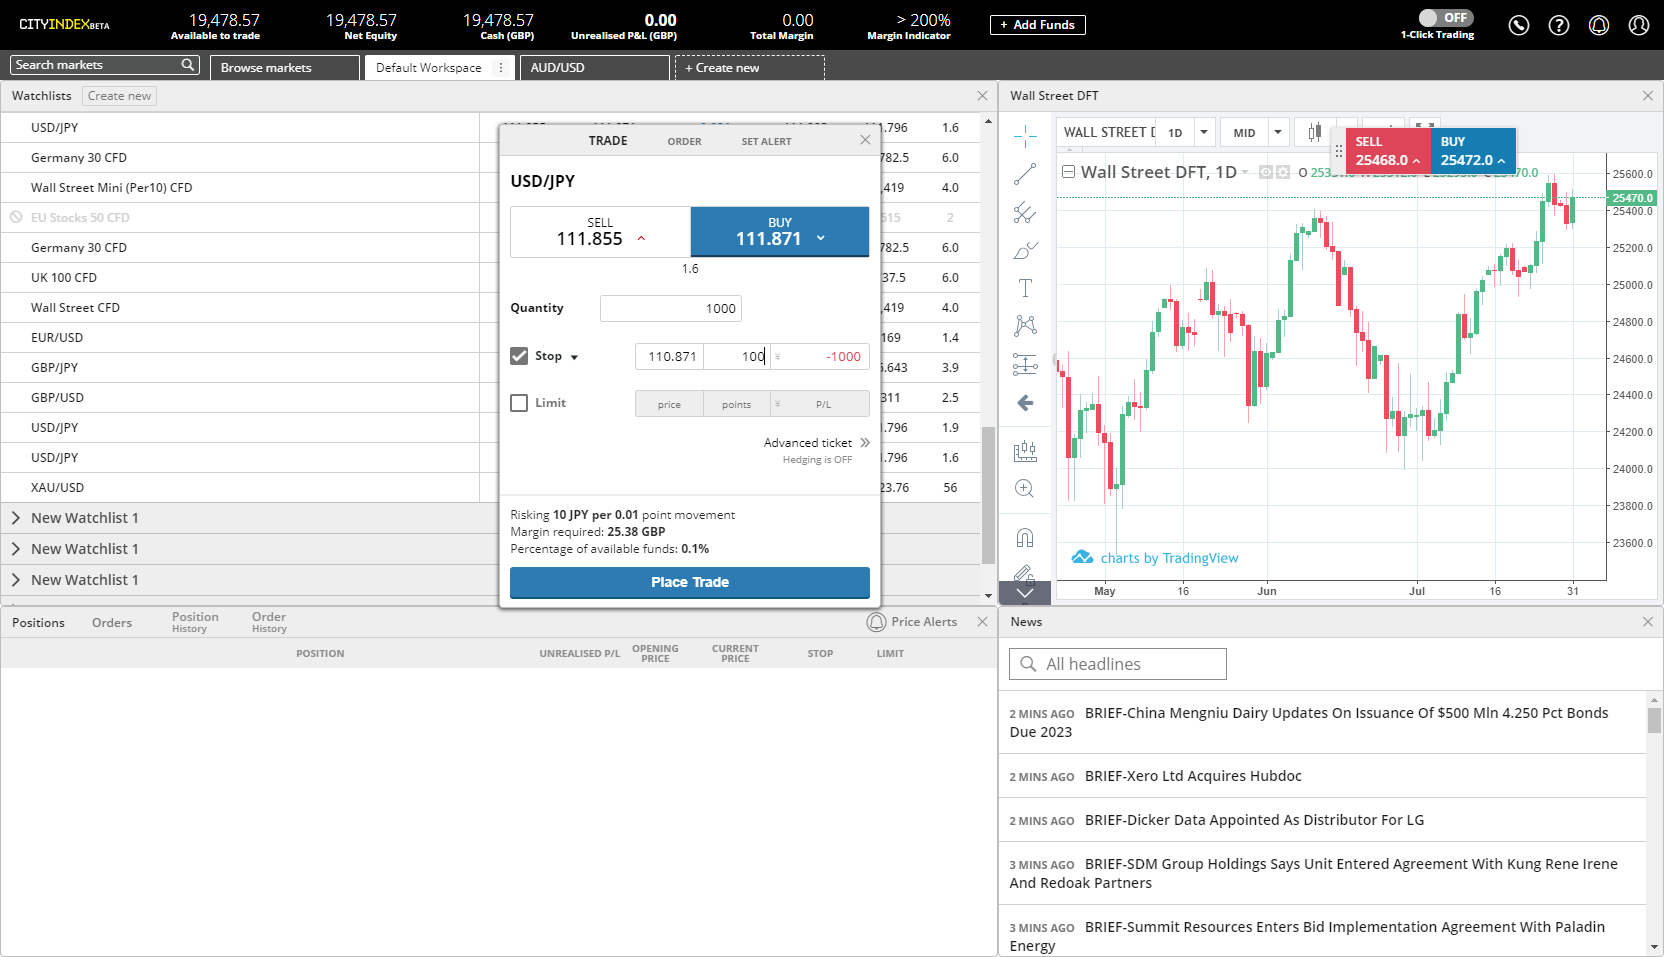 CITYINDEXBETA
19,478.57
Available to trade
19,478.57
Net Equity
19,478.57
Cash (GBP)
0.00
Unrealised P&L (GBP)
0.00
Total Margin
> 200%
Margin Indicator
+ Add Funds
OFF
1-Click Trading
Search markets
Browse markets
Default Workspace
AUD/USD
+ Create new
Watchlists
Create new
USD/JPY .796 1.6
Germany 30 CFD 782.5 6.0
Wall Street Mini (Per10) CFD ,419 4.0
EU Stocks 50 CFD 515 2
Germany 30 CFD 782.5 6.0
UK 100 CFD 37.5 6.0
Wall Street CFD ,419 4.0
EUR/USD 169 1.4
GBP/JPY .643 3.9
GBP/USD 311 2.5
USD/JPY .796 1.9
USD/JPY .796 1.6
XAU/USD 23.76 56
New Watchlist 1
New Watchlist 1
New Watchlist 1
TRADE
ORDER
SET ALERT
USD/JPY
SELL
111.855
BUY
111.871
1.6
Quantity 1000
Stop 110.871 100 ¥ -1000
Limit price points ¥ P/L
Advanced ticket
Hedging is OFF
Risking 10 JPY per 0.01 point movement
Margin required: 25.38 GBP
Percentage of available funds: 0.1%
Place Trade
Wall Street DFT
WALL STREET D
1D
MID
SELL
25468.0
BUY
25472.0
Wall Street DFT, 1D
25600.0
25470.0
25400.0
25200.0
25000.0
24800.0
24600.0
24400.0
24200.0
24000.0
23800.0
23600.0
charts by TradingView
May 16 Jun Jul 16 31
Positions
Orders
Position
History
Order
History
Price Alerts
POSITION
UNREALISED P/L
OPENING
PRICE
CURRENT
PRICE
STOP
LIMIT
News
All headlines
2 MINS AGO BRIEF-China Mengniu Dairy Updates On Issuance Of $500 Mln 4.250 Pct Bonds
Due 2023
2 MINS AGO BRIEF-Xero Ltd Acquires Hubdoc
2 MINS AGO BRIEF-Dicker Data Appointed As Distributor For LG
3 MINS AGO BRIEF-SDM Group Holdings Says Unit Entered Agreement With Kung Rene Irene
And Redoak Partners
3 MINS AGO BRIEF-Summit Resources Enters Bid Implementation Agreement With Paladin
Energy